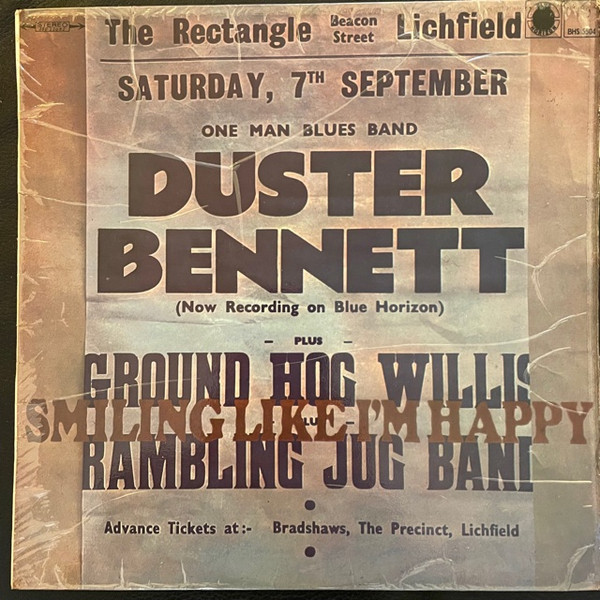 STEREO
The Rectangle Beacon Street Lichfield
SATURDAY, 7TH SEPTEMBER
ONE MAN BLUES BAND
DUSTER
BENNETT
(Now Recording on Blue Horizon)
- PLUS -
GROUND HOG WILLIS
SMILING LIKE I'M HAPPY
RAMBLING JUG BAND
Advance Tickets at:- Bradshaws, The Precinct, Lichfield